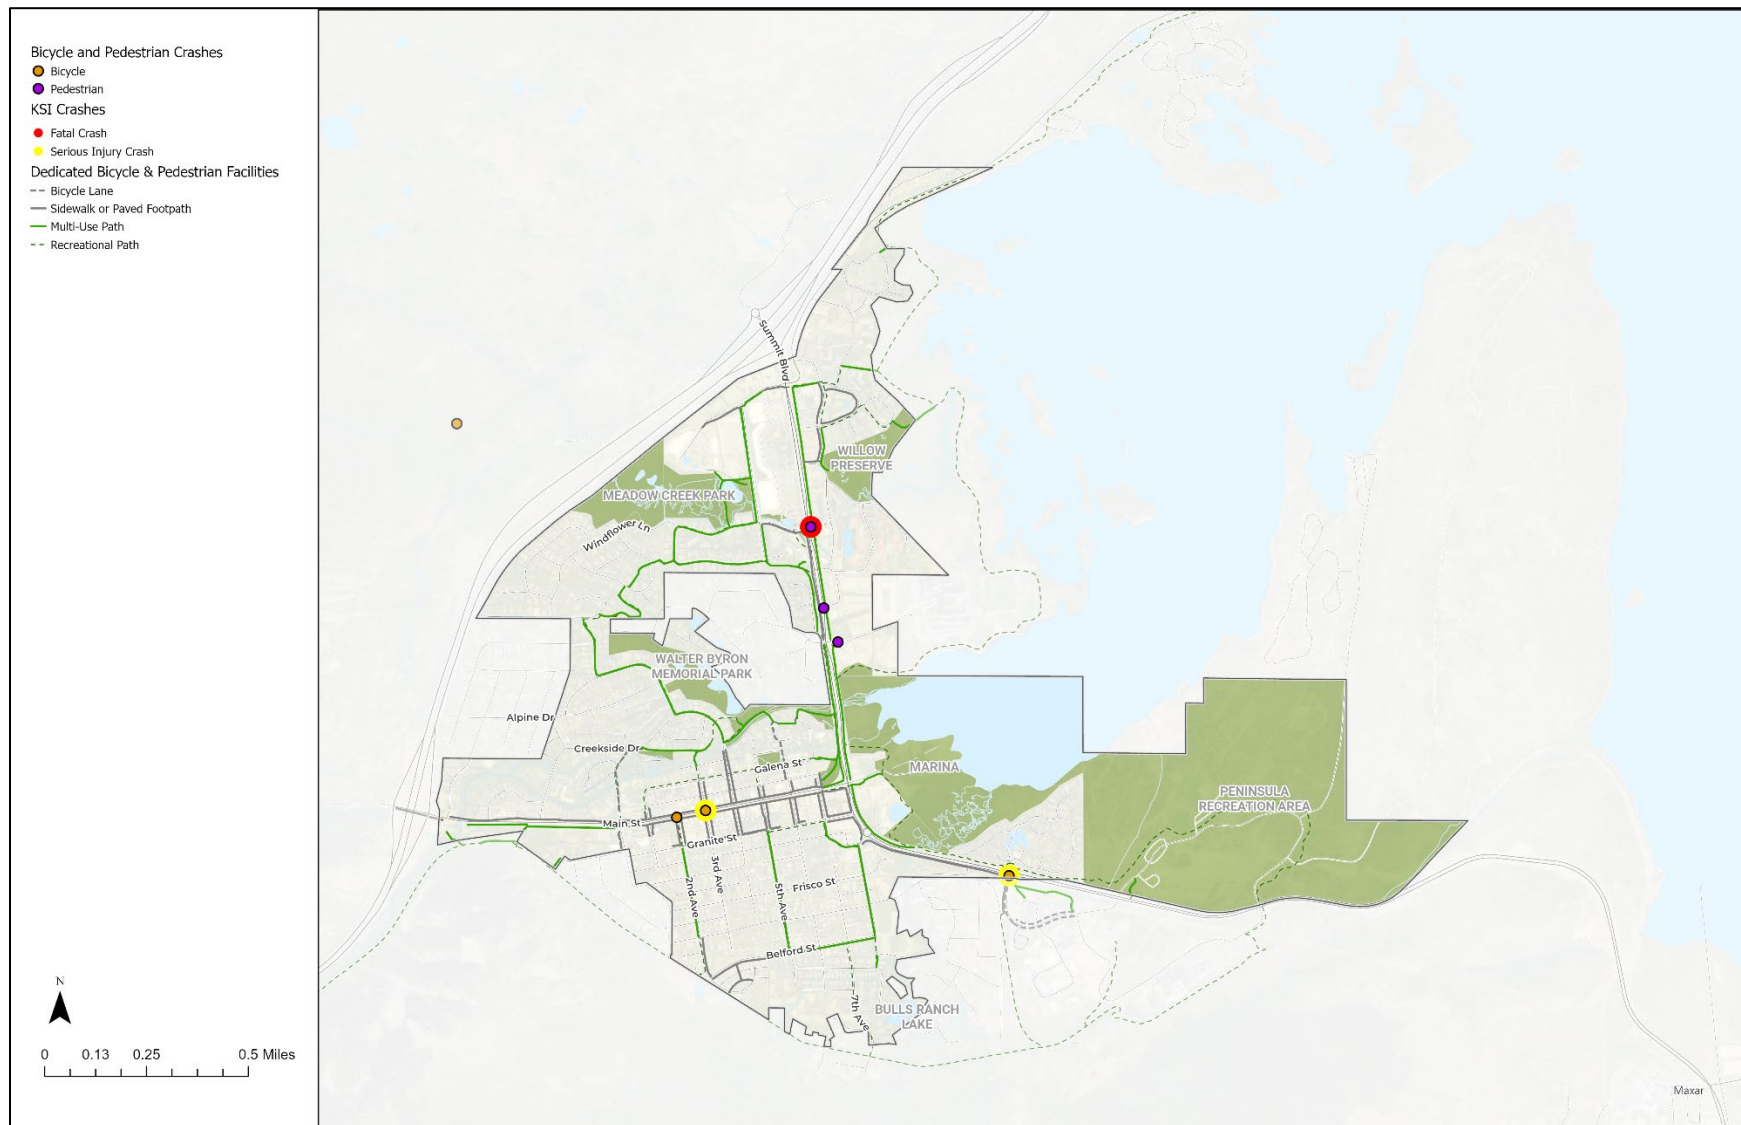 Bicycle and Pedestrian Crashes
Bicycle
Pedestrian
KSI Crashes
Fatal Crash
Serious Injury Crash
Dedicated Bicycle & Pedestrian Facilities
Bicycle Lane
Sidewalk or Paved Footpath
Multi-Use Path
Recreational Path
Summit Blvd
WILLOW
PRESERVE
MEADOW CREEK PARK
Windflower Ln
WALTER BYRON
MEMORIAL PARK
Alpine Dr
Creekside Dr
Galena St
MARINA
PENINSULA
RECREATION AREA
Main St
Granite St
3rd Ave
2nd Ave
5th Ave
Frisco St
Belford St
7th Ave
BULLS RANCH
LAKE
N
0 0.13 0.25 0.5 Miles
Maxar